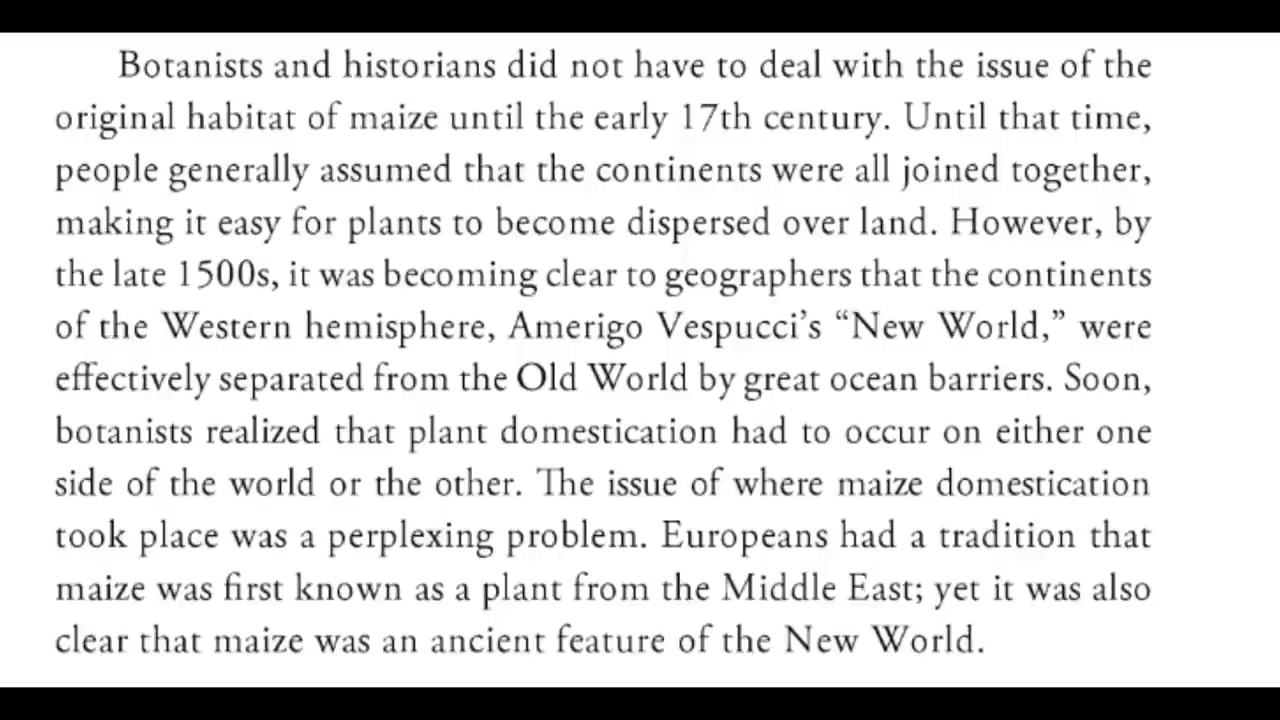 Botanists and historians did not have to deal with the issue of the
original habitat of maize until the early 17th century. Until that time,
people generally assumed that the continents were all joined together,
making it easy for plants to become dispersed over land. However, by
the late 1500s, it was becoming clear to geographers that the continents
of the Western hemisphere, Amerigo Vespucci’s “New World,” were
effectively separated from the Old World by great ocean barriers. Soon,
botanists realized that plant domestication had to occur on either one
side of the world or the other. The issue of where maize domestication
took place was a perplexing problem. Europeans had a tradition that
maize was first known as a plant from the Middle East; yet it was also
clear that maize was an ancient feature of the New World.